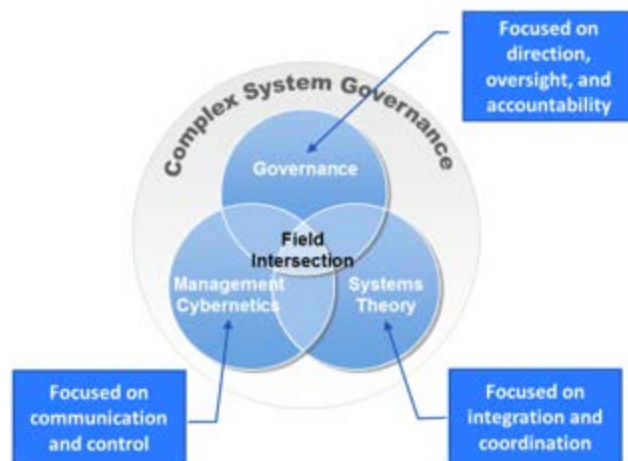 Focused on
direction,
oversight, and
accountability
Complex System Governance
Governance
Field
Intersection
Management
Cybernetics
Systems
Theory
Focused on
communication
and control
Focused on
integration and
coordination